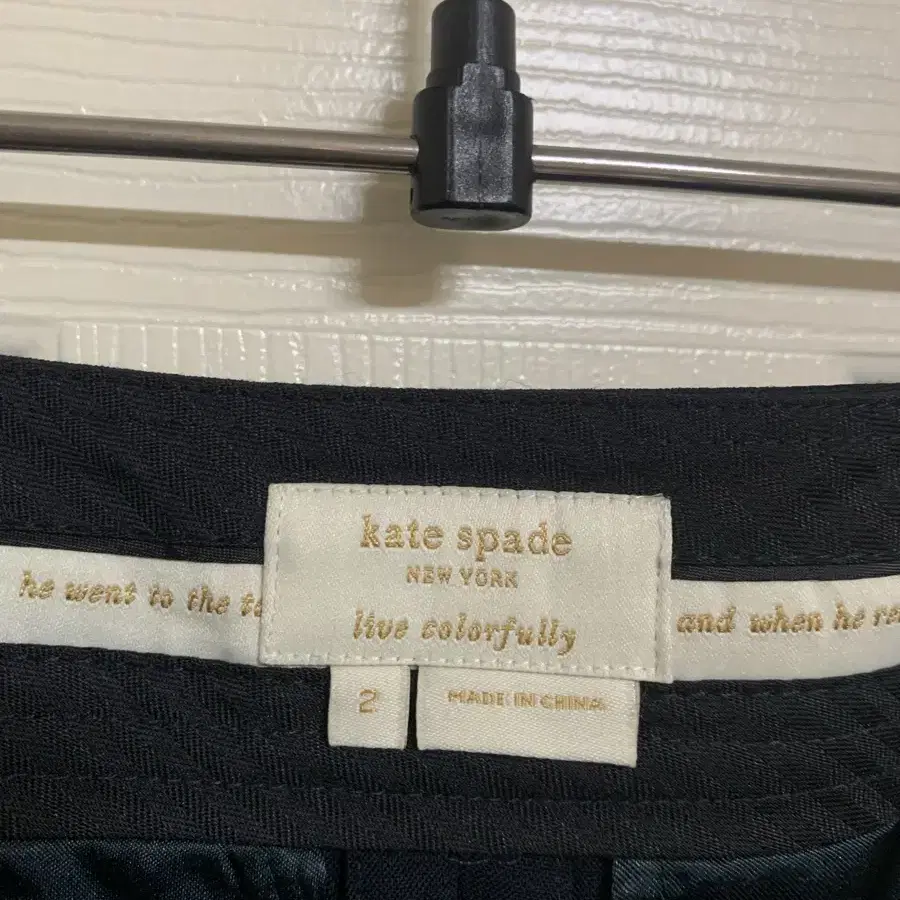 kate spade
NEW YORK
live colorfully
he went to the
and when he
2
MADE IN CHINA